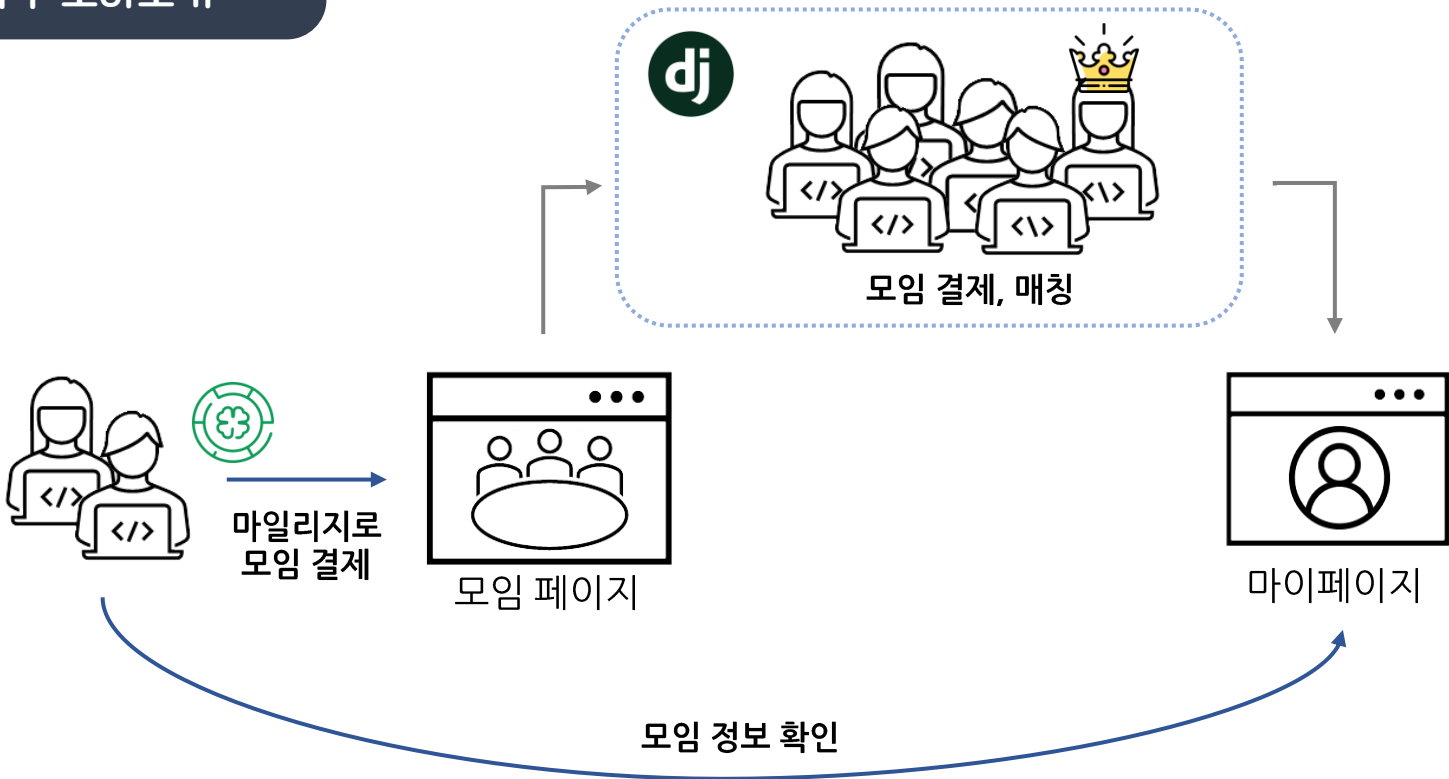 dj
</>
</>
</>
<\>
<\>
모임 결제, 매칭
</>
</>
마일리지로
모임 결제
모임 페이지
마이페이지
모임 정보 확인